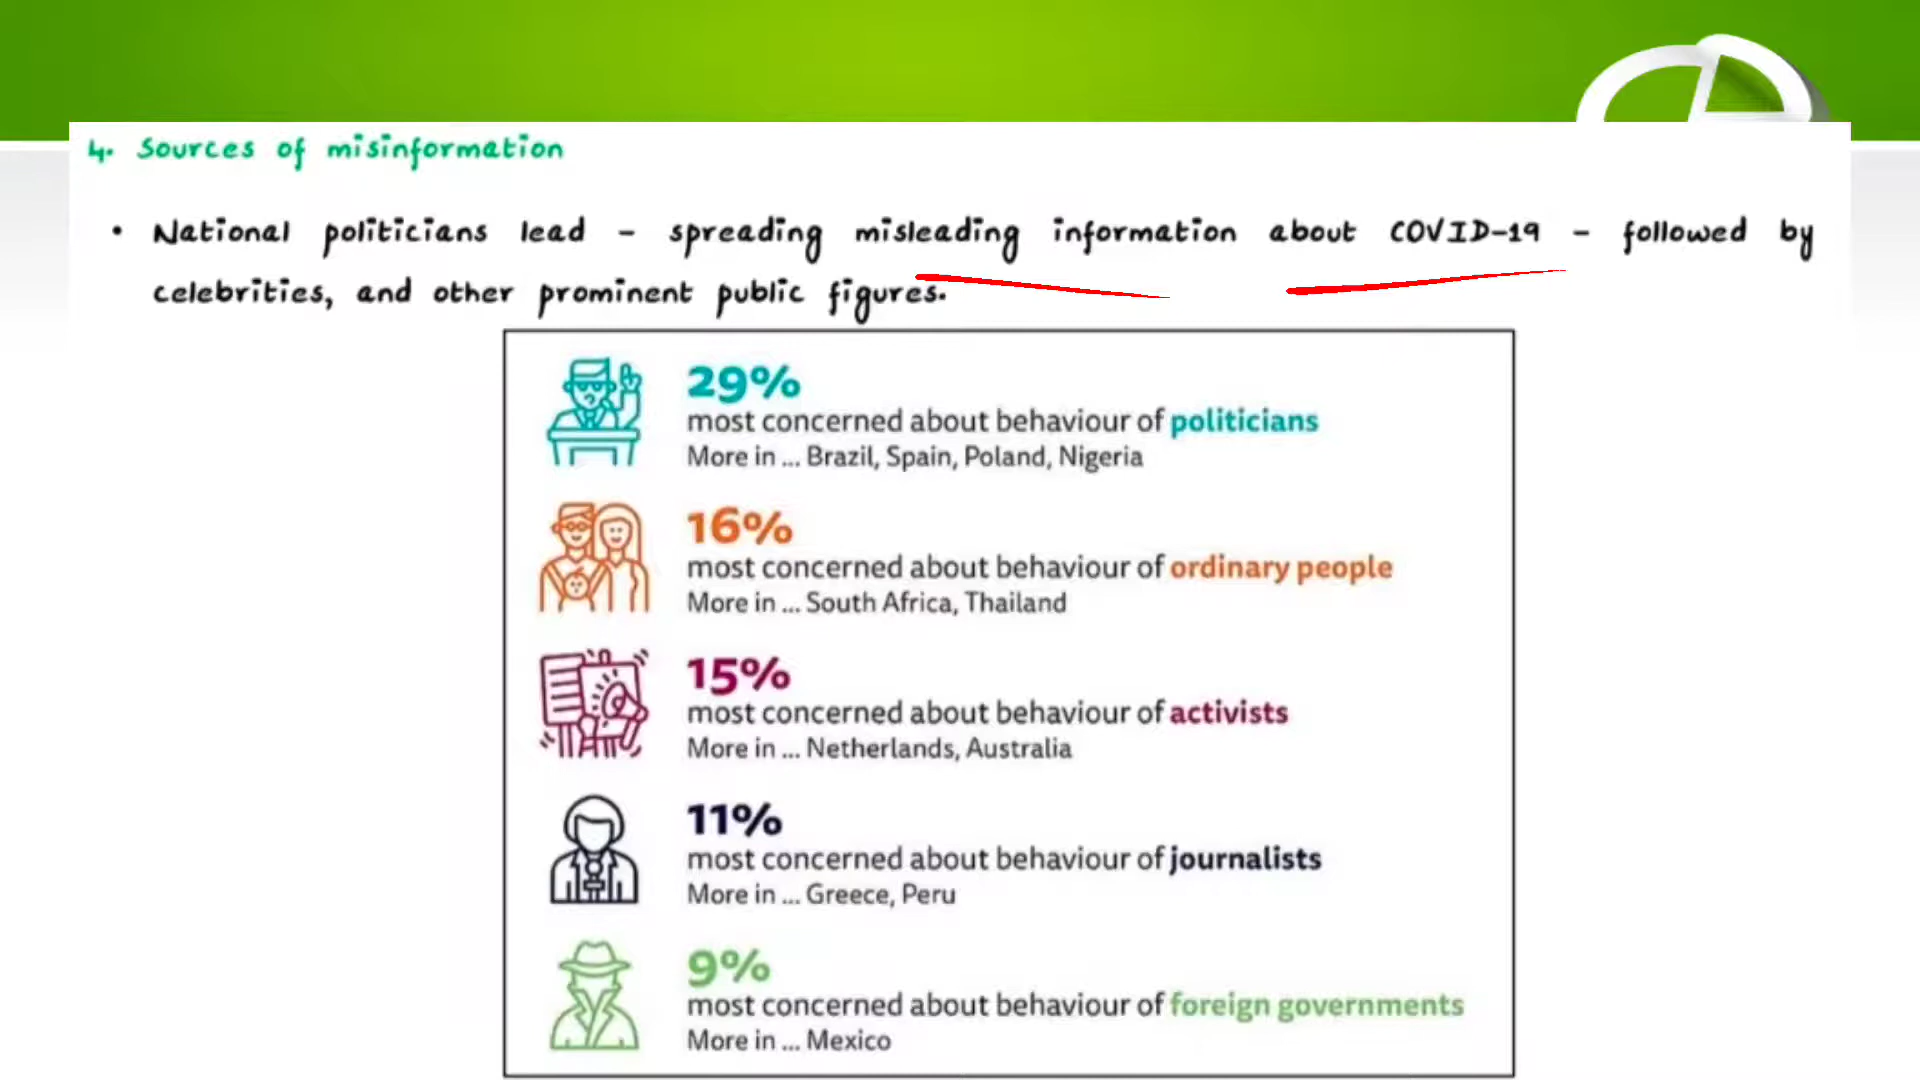 4. Sources of misinformation
• National politicians lead - spreading misleading information about COVID-19 - followed by
celebrities, and other prominent public figures.
29%
most concerned about behaviour of politicians
More in ... Brazil, Spain, Poland, Nigeria
16%
most concerned about behaviour of ordinary people
More in ... South Africa, Thailand
15%
most concerned about behaviour of activists
More in ... Netherlands, Australia
11%
most concerned about behaviour of journalists
More in ... Greece, Peru
9%
most concerned about behaviour of foreign governments
More in ... Mexico